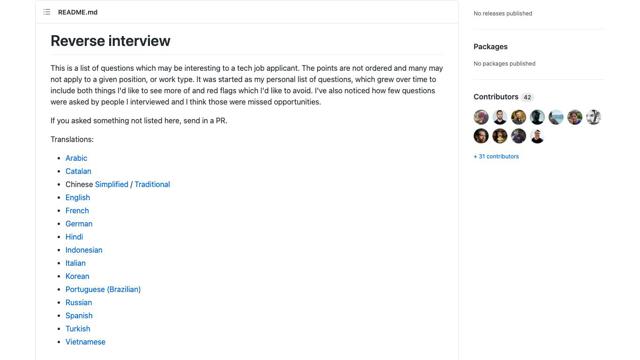 README.md
Reverse interview
This is a list of questions which may be interesting to a tech job applicant. The points are not ordered and many may
not apply to a given position, or work type. It was started as my personal list of questions, which grew over time to
include both things I'd like to see more of and red flags which I'd like to avoid. I've also noticed how few questions
were asked by people I interviewed and I think those were missed opportunities.
If you asked something not listed here, send in a PR.
Translations:
• Arabic
• Catalan
• Chinese Simplified / Traditional
• English
• French
• German
• Hindi
• Indonesian
• Italian
• Korean
• Portuguese (Brazilian)
• Russian
• Spanish
• Turkish
• Vietnamese
No releases published
Packages
No packages published
Contributors 42
+ 31 contributors